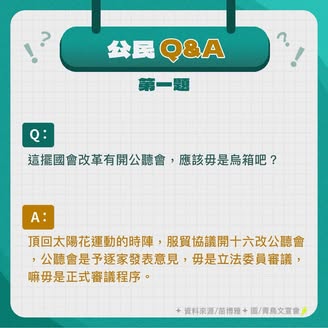 公民 Q&A
第一題
Q:
這擺國會改革有開公聽會，應該毋是烏箱吧？
A:
頂回太陽花運動的時陣，服貿協議開十六改公聽會
，公聽會是予逐家發表意見，毋是立法委員審議，
嘛毋是正式審議程序。
✦ 資料來源/苗博雅 ✦ 圖/青鳥文宣會